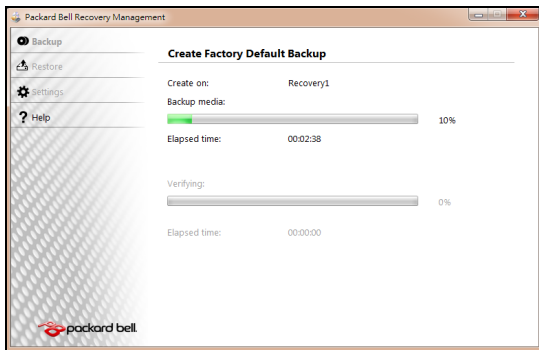 Packard Bell Recovery Management
Backup
Restore
Settings
Help
Create Factory Default Backup
Create on: Recovery1
Backup media:
10%
Elapsed time: 00:02:38
Verifying:
0%
Elapsed time: 00:00:00
packard bell.